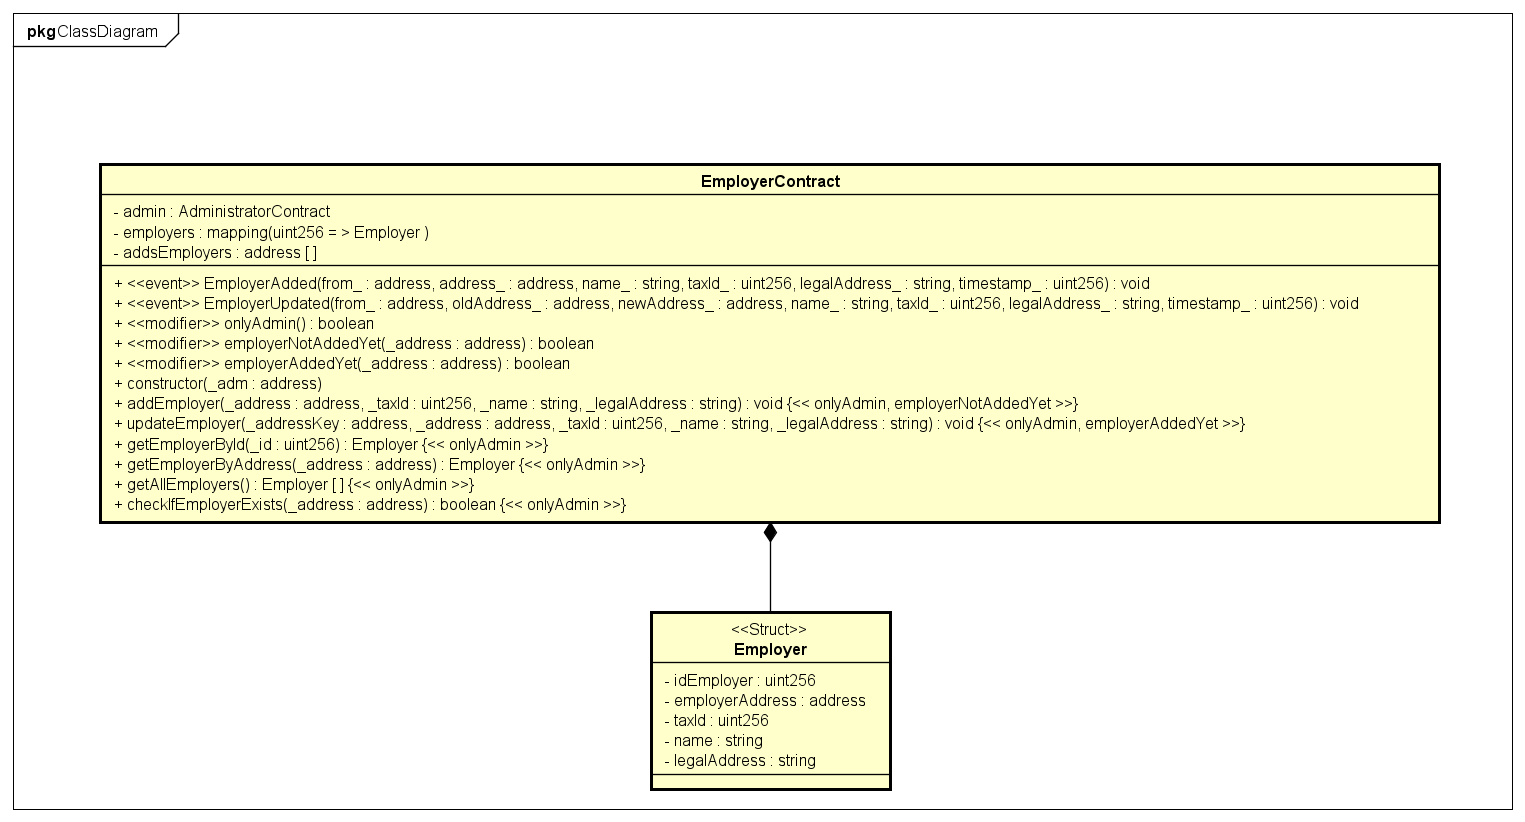 pkg ClassDiagram
EmployerContract
- admin : AdministratorContract
- employers : mapping(uint256 = > Employer )
- addsEmployers : address [ ]
+ <<event>> EmployerAdded(from_ : address, address_ : address, name_ : string, taxId_ : uint256, legalAddress_ : string, timestamp_ : uint256) : void
+ <<event>> EmployerUpdated(from_ : address, oldAddress_ : address, newAddress_ : address, name_ : string, taxId_ : uint256, legalAddress_ : string, timestamp_ : uint256) : void
+ <<modifier>> onlyAdmin() : boolean
+ <<modifier>> employerNotAddedYet(_address : address) : boolean
+ <<modifier>> employerAddedYet(_address : address) : boolean
+ constructor(_adm : address)
+ addEmployer(_address : address, _taxId : uint256, _name : string, _legalAddress : string) : void {<< onlyAdmin, employerNotAddedYet >>}
+ updateEmployer(_addressKey : address, _address : address, _taxId : uint256, _name : string, _legalAddress : string) : void {<< onlyAdmin, employerAddedYet >>}
+ getEmployerById(_id : uint256) : Employer {<< onlyAdmin >>}
+ getEmployerByAddress(_address : address) : Employer {<< onlyAdmin >>}
+ getAllEmployers() : Employer [ ] {<< onlyAdmin >>}
+ checkIfEmployerExists(_address : address) : boolean {<< onlyAdmin >>}
<<Struct>>
Employer
- idEmployer : uint256
- employerAddress : address
- taxId : uint256
- name : string
- legalAddress : string